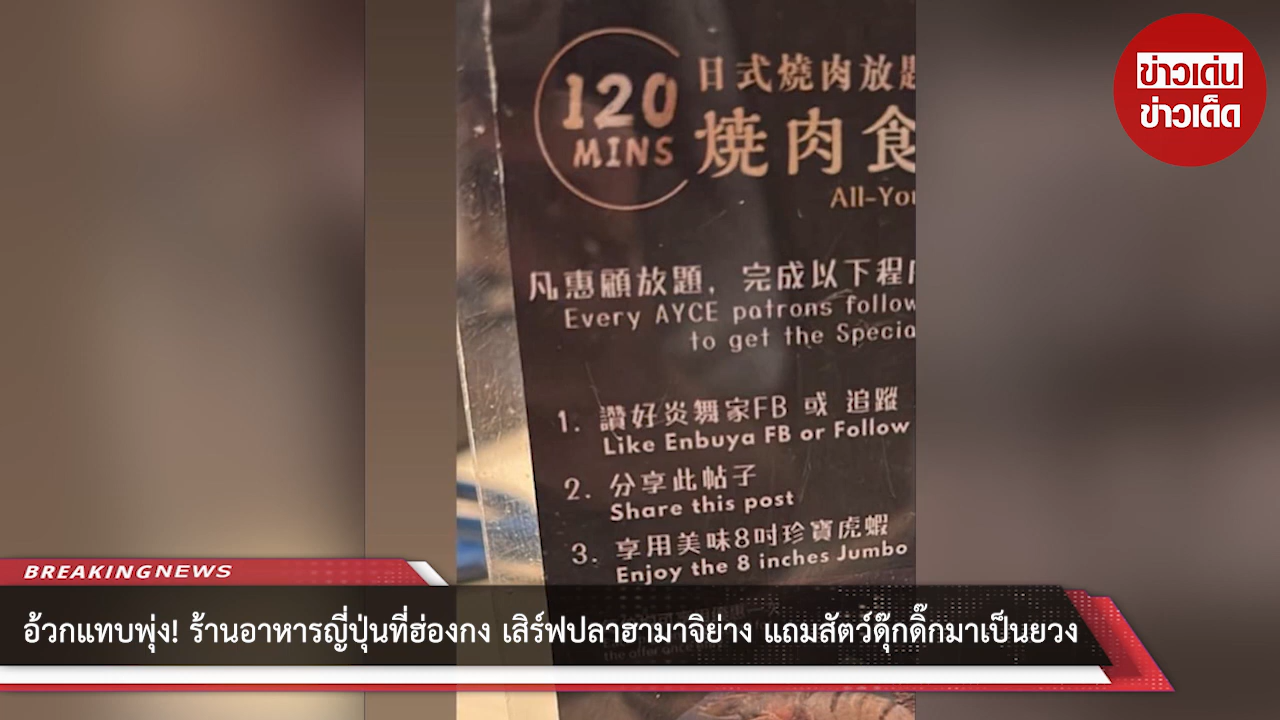 ข่าวเด่น
ข่าวเด็ด
120
MINS
日式燒肉放題
燒肉食
All-You
凡惠顧放題，完成以下程
Every AYCE patrons follow
to get the Specia
1. 讚好炎舞家FB 或 追蹤
Like Enbuya FB or Follow
2. 分享此帖子
Share this post
3. 享用美味8吋珍寶虎蝦
Enjoy the 8 inches Jumbo
BREAKING NEWS
อ้วกแทบพุ่ง! ร้านอาหารญี่ปุ่นที่ฮ่องกง เสิร์ฟปลาฮามาจิย่าง แถมสัตว์ดุ๊กดิ๊กมาเป็นยวง